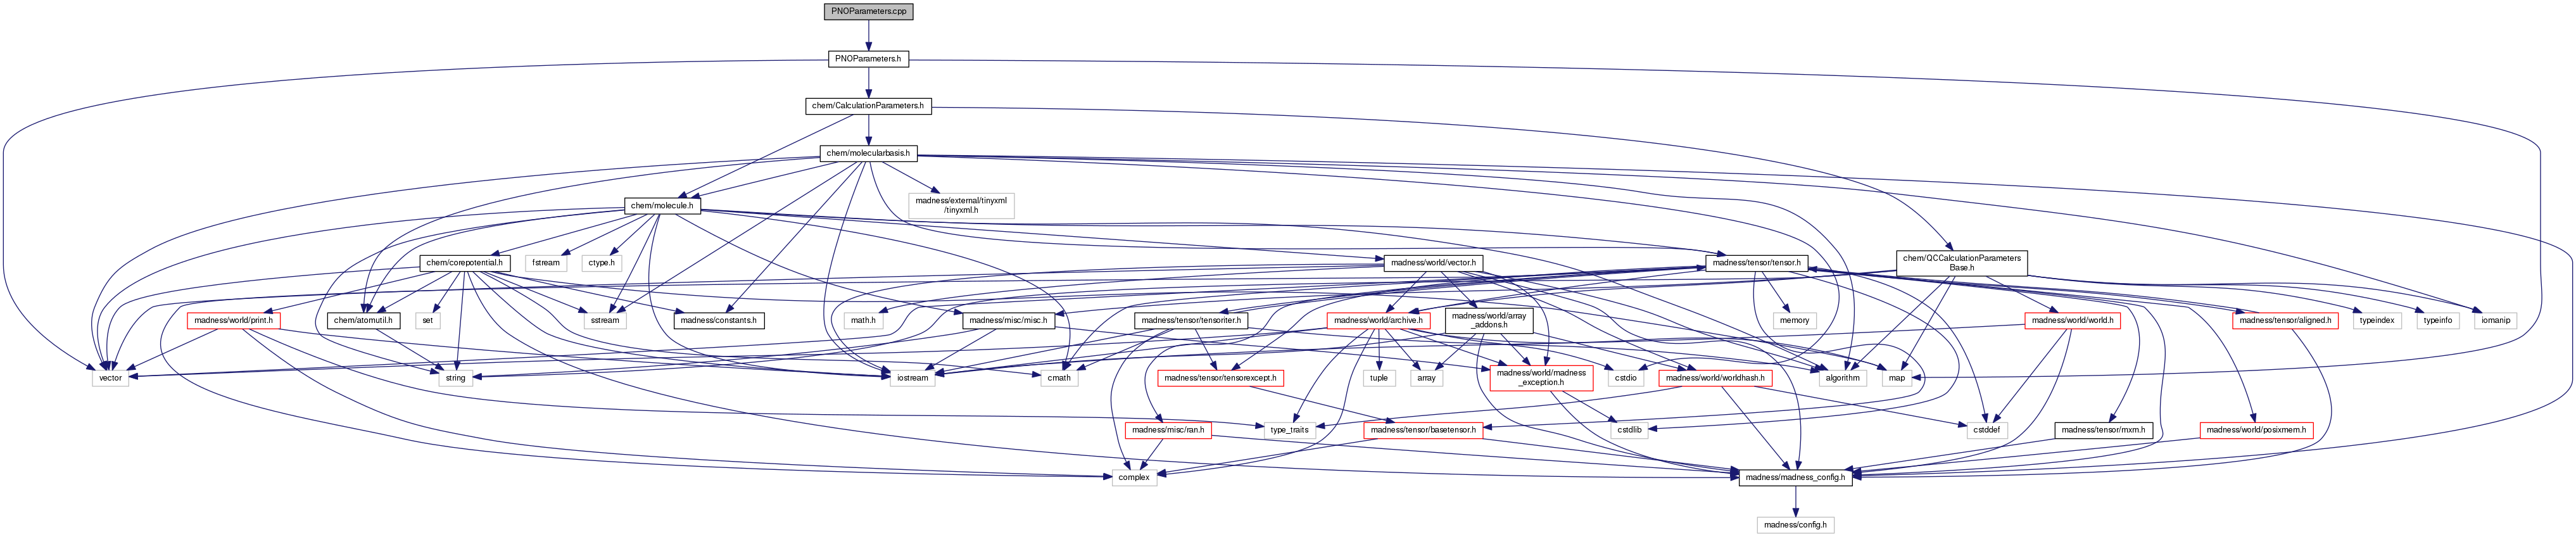 PNOParameters.cpp
PNOParameters.h
chem/CalculationParameters.h
chem/molecularbasis.h
madness/external/tinyxml
/tinyxml.h
chem/molecule.h
chem/corepotential.h
fstream
ctype.h
madness/world/vector.h
madness/tensor/tensor.h
chem/QCCalculationParameters
Base.h
madness/world/print.h
chem/atomutil.h
set
sstream
madness/constants.h
math.h
madness/misc/misc.h
madness/tensor/tensoriter.h
madness/world/archive.h
madness/world/array
_addons.h
memory
madness/world/world.h
madness/tensor/aligned.h
typeindex
typeinfo
iomanip
vector
string
iostream
cmath
madness/tensor/tensorexcept.h
tuple
array
madness/world/madness
_exception.h
cstdio
madness/world/worldhash.h
algorithm
map
madness/misc/ran.h
type_traits
madness/tensor/basetensor.h
cstdlib
cstddef
madness/tensor/mxm.h
madness/world/posixmem.h
complex
madness/madness_config.h
madness/config.h